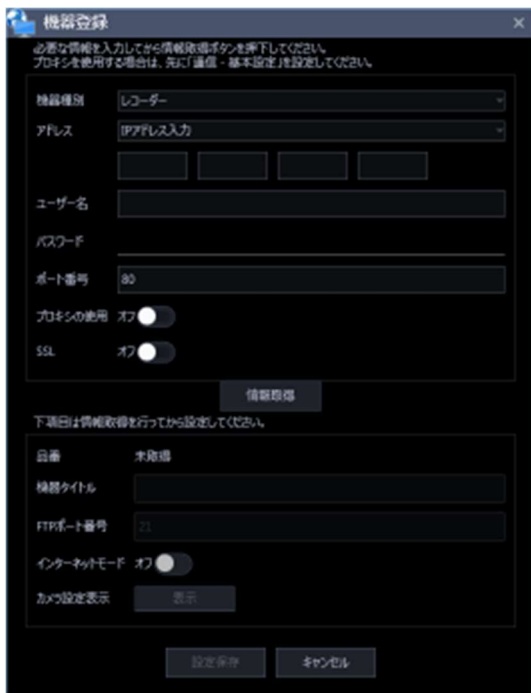 機器登録
必要な情報を入力してから情報取得ボタンを押下してください。
プロキシを使用する場合は、先に「通信・基本設定」を設定してください。
機器種別 レコーダー
アドレス IPアドレス入力
ユーザー名
パスワード
ポート番号 80
プロキシの使用 オフ
SSL オフ
情報取得
下項目は情報取得を行ってから設定してください。
品番 未取得
機器タイトル
FTPポート番号 21
インターネットモード オフ
カメラ設定表示 表示
設定保存 キャンセル